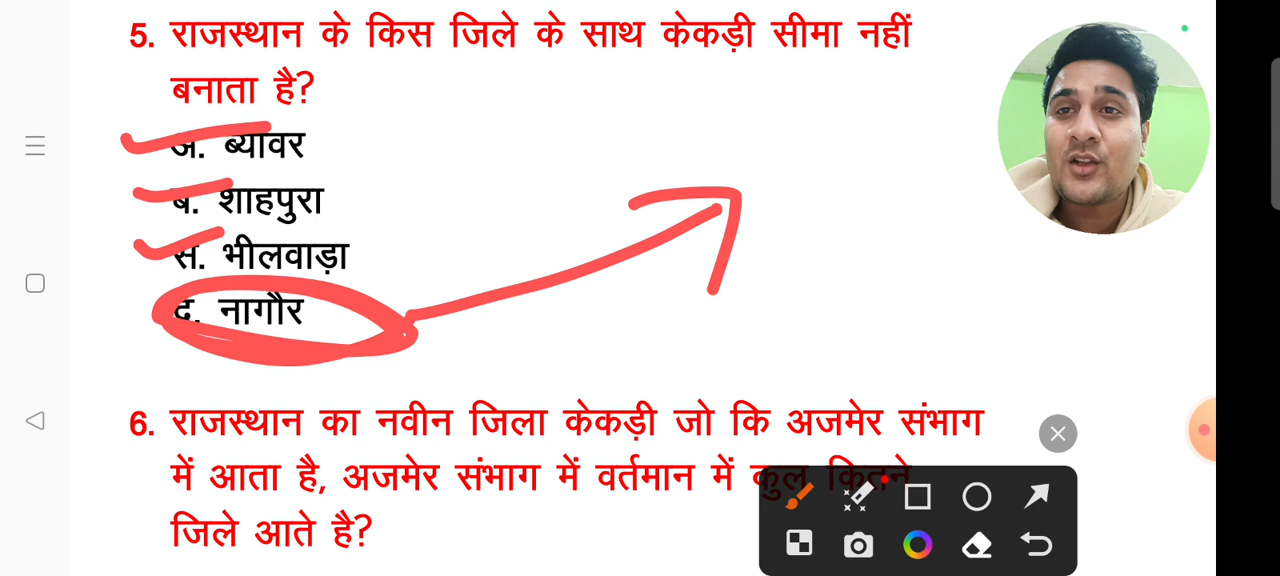 5. राजस्थान के किस जिले के साथ केकड़ी सीमा नहीं
बनाता है?
अ. ब्यावर
ब. शाहपुरा
स. भीलवाड़ा
द. नागौर
6. राजस्थान का नवीन जिला केकड़ी जो कि अजमेर संभाग
में आता है, अजमेर संभाग में वर्तमान में कुल कितने
जिले आते है?